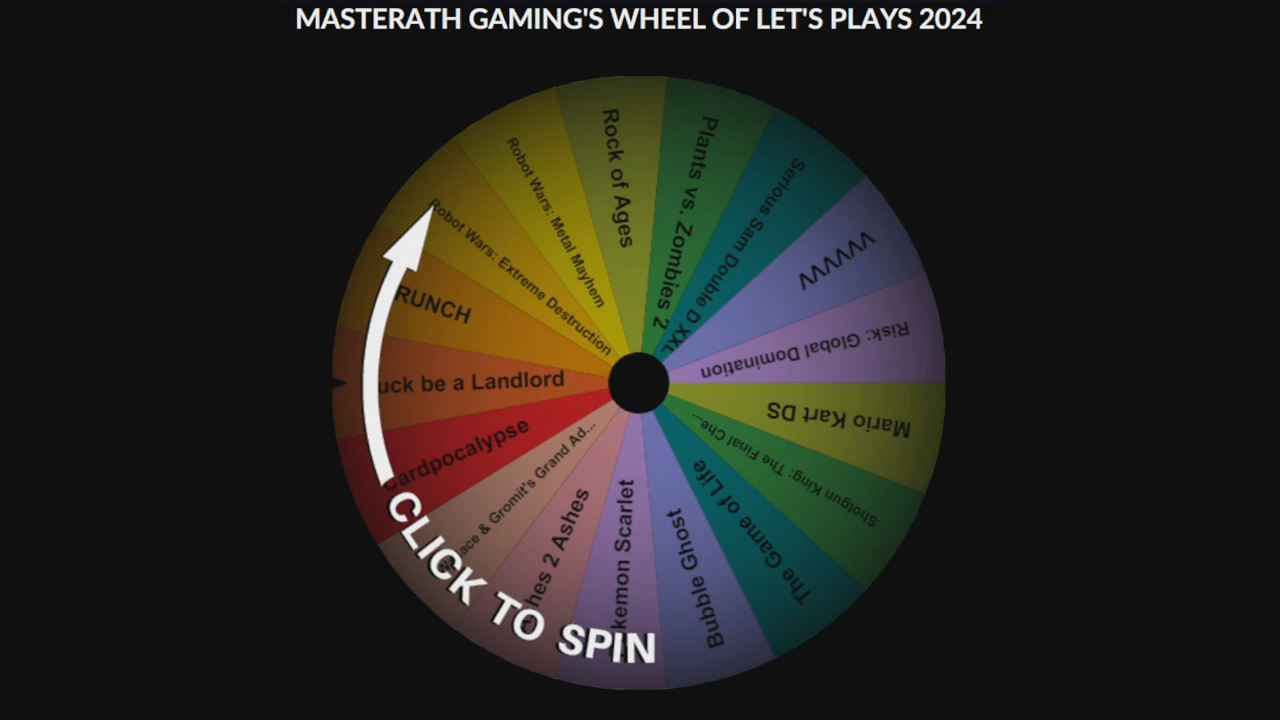 MASTERATH GAMING'S WHEEL OF LET'S PLAYS 2024
Rock of Ages
Plants vs. Zombies 2
Serious Sam Double D XXL
VVVVV
Risk: Global Domination
Mario Kart DS
Shotgun King: The Final Che...
The Game of Life
Bubble Ghost
kemon Scarlet
hes 2 Ashes
ace & Gromit's Grand Ad...
Cardpocalypse
uck be a Landlord
RUNCH
Robot Wars: Extreme Destruction
Robot Wars: Metal Mayhem
CLICK TO SPIN